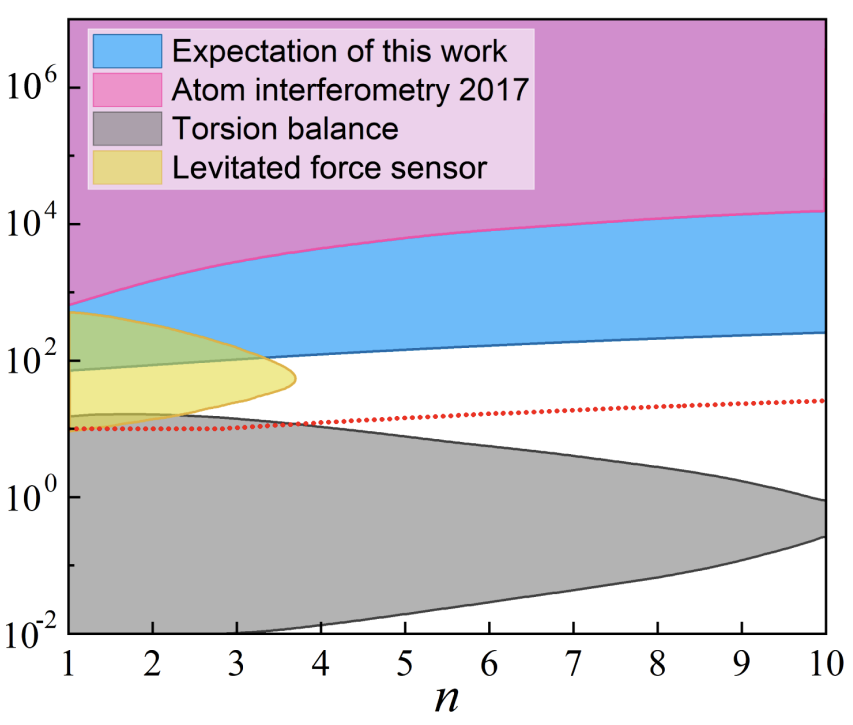 Expectation of this work
Atom interferometry 2017
Torsion balance
Levitated force sensor
10^6
10^4
10^2
10^0
10^-2
1 2 3 4 5 6 7 8 9 10
n